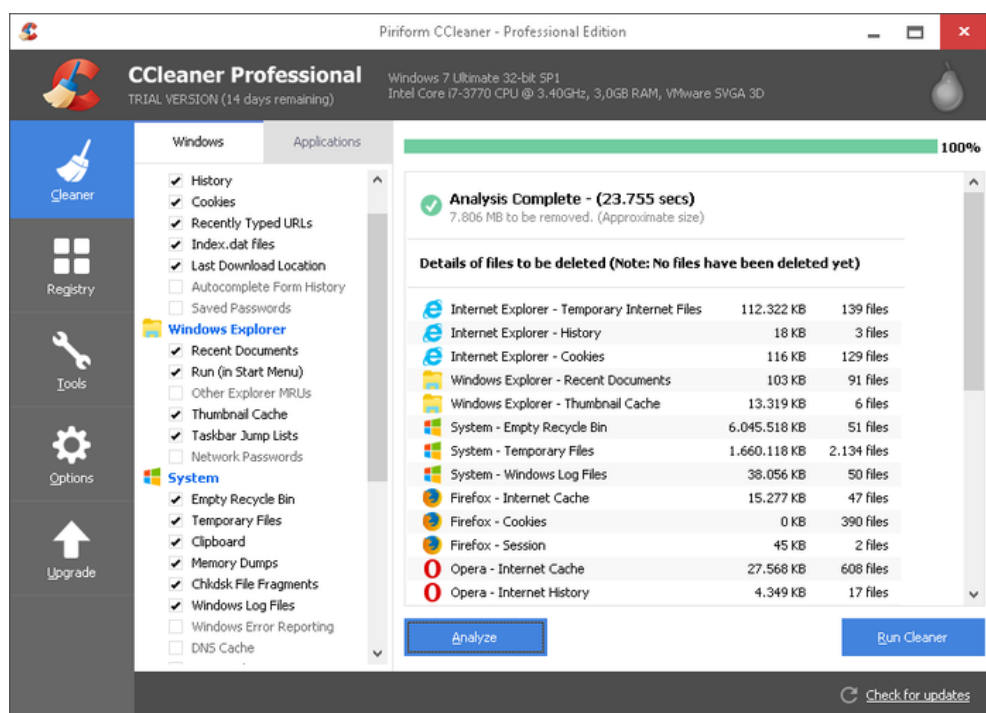 Piriform CCleaner - Professional Edition
CCleaner Professional
TRIAL VERSION (14 days remaining)
Windows 7 Ultimate 32-bit SP1
Intel Core i7-3770 CPU @ 3.40GHz, 3,0GB RAM, VMware SVGA 3D
Cleaner
Registry
Tools
Options
Upgrade
Windows Applications
History
Cookies
Recently Typed URLs
Index.dat files
Last Download Location
Autocomplete Form History
Saved Passwords
Windows Explorer
Recent Documents
Run (in Start Menu)
Other Explorer MRUs
Thumbnail Cache
Taskbar Jump Lists
Network Passwords
System
Empty Recycle Bin
Temporary Files
Clipboard
Memory Dumps
Chkdsk File Fragments
Windows Log Files
Windows Error Reporting
DNS Cache
100%
Analysis Complete - (23.755 secs)
7.806 MB to be removed. (Approximate size)
Details of files to be deleted (Note: No files have been deleted yet)
Internet Explorer - Temporary Internet Files 112.322 KB 139 files
Internet Explorer - History 18 KB 3 files
Internet Explorer - Cookies 116 KB 129 files
Windows Explorer - Recent Documents 103 KB 91 files
Windows Explorer - Thumbnail Cache 13.319 KB 6 files
System - Empty Recycle Bin 6.045.518 KB 51 files
System - Temporary Files 1.660.118 KB 2.134 files
System - Windows Log Files 38.056 KB 50 files
Firefox - Internet Cache 15.277 KB 47 files
Firefox - Cookies 0 KB 390 files
Firefox - Session 45 KB 2 files
Opera - Internet Cache 27.568 KB 608 files
Opera - Internet History 4.349 KB 17 files
Analyze
Run Cleaner
Check for updates